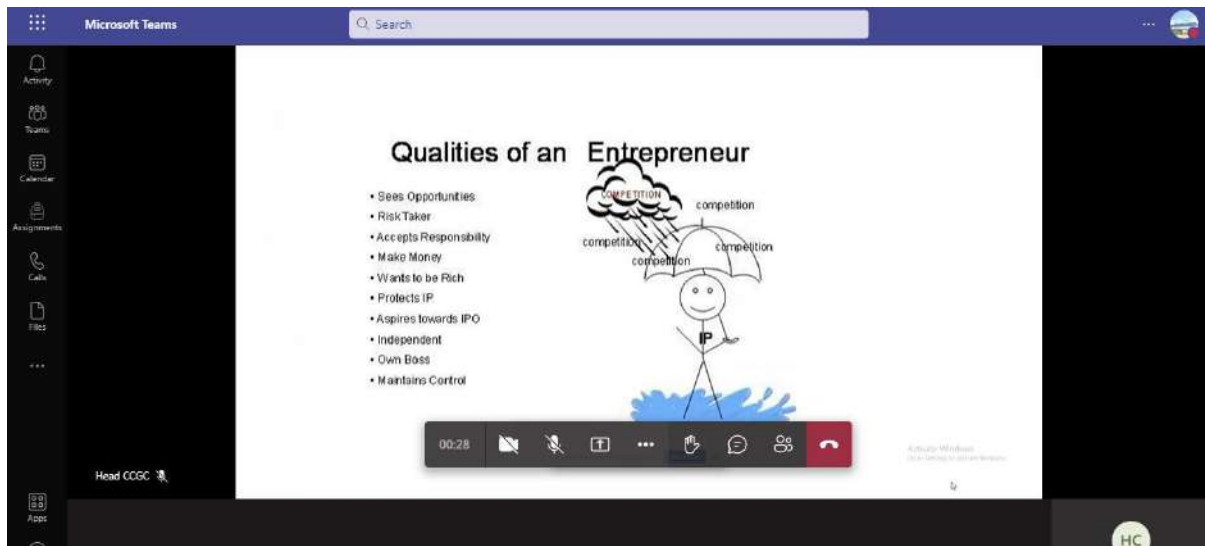 Microsoft Teams
Search
Activity
Teams
Calendar
Assignments
Calls
Files
Apps
Qualities of an Entrepreneur
• Sees Opportunities
• Risk Taker
• Accepts Responsibility
• Make Money
• Wants to be Rich
• Protects IP
• Aspires towards IPO
• Independent
• Own Boss
• Maintains Control
COMPETITION
competition
competition
competition
competition
IP
00:28
Head CCGC
Activate Windows
HC